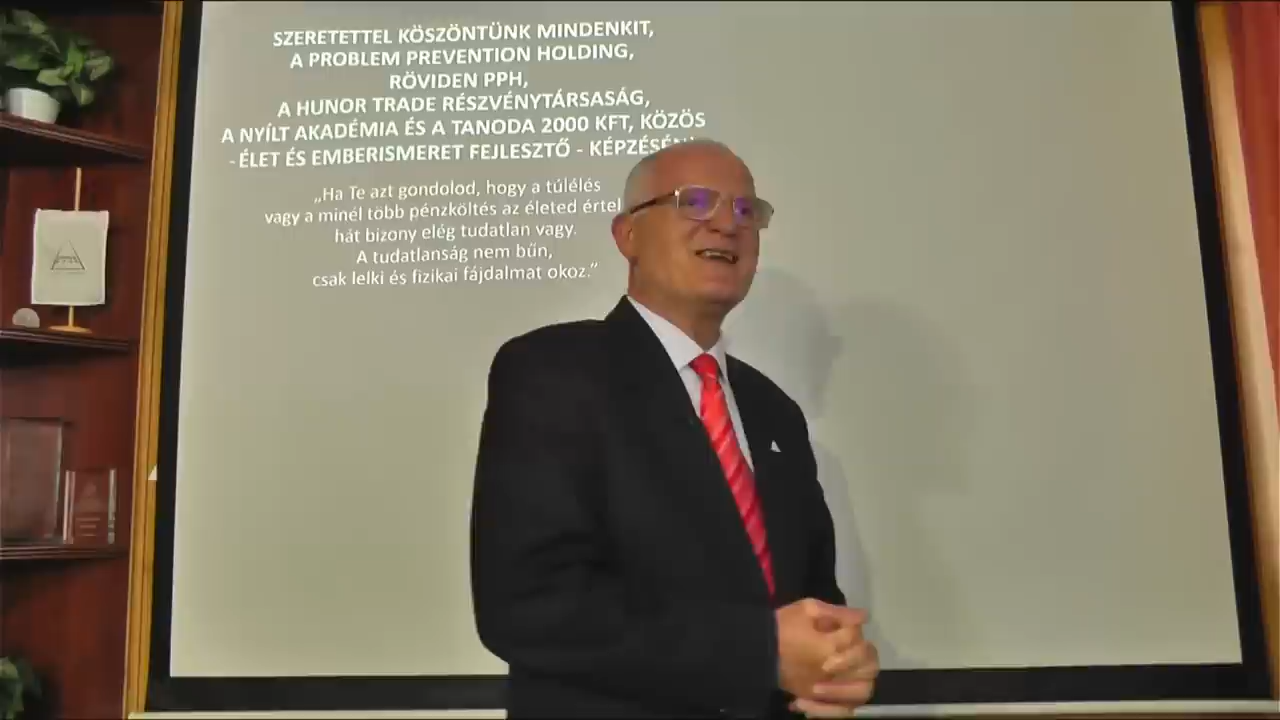 SZERETETTEL KÖSZÖNTÜNK MINDENKIT,
A PROBLEM PREVENTION HOLDING,
RÖVIDEN PPH,
A HUNOR TRADE RÉSZVÉNYTÁRSASÁG,
A NYÍLT AKADÉMIA ÉS A TANODA 2000 KFT, KÖZÖS
- ÉLET ÉS EMBERISMERET FEJLESZTŐ -
„Ha Te azt gondolod, hogy a túlélés
vagy a minél több pénzköltés az életed
hát bizony elég tudatlan vagy.
A tudatlanság nem bűn,
csak lelki és fizikai fájdalmat okoz.”